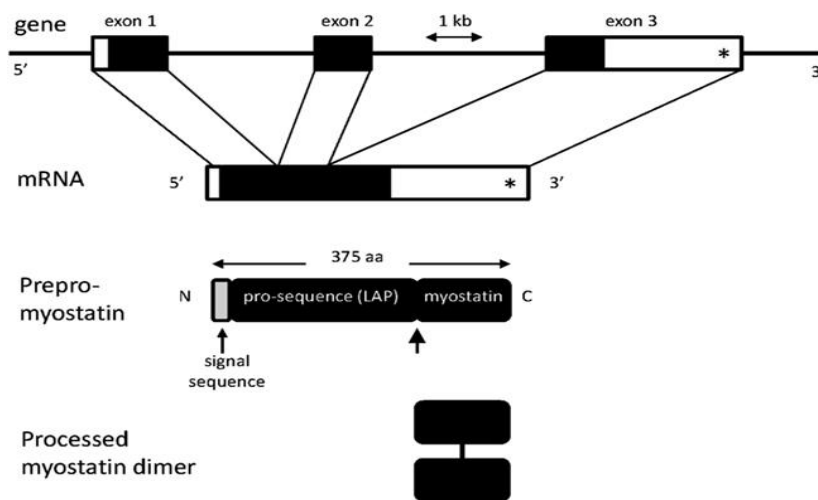 gene
exon 1
exon 2
1 kb
exon 3
*
5′
3
mRNA
5′
*
3′
375 aa
Prepro-
myostatin
N
pro-sequence (LAP)
myostatin
C
signal
sequence
Processed
myostatin dimer